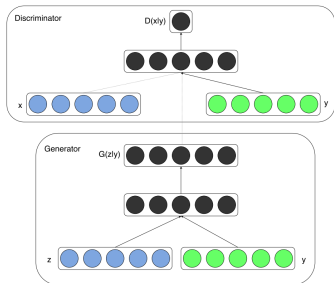 Discriminator
D(x|y)
x
y
Generator
G(z|y)
z
y